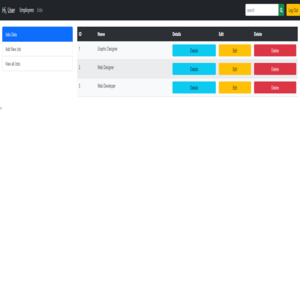 Hi, User Employees Jobs search Log Out
Jobs Data
Add New Job
View all Jobs
ID Name Details Edit Delete
1 Graphic Designer Details Edit Delete
2 Web Designer Details Edit Delete
3 Web Developer Details Edit Delete